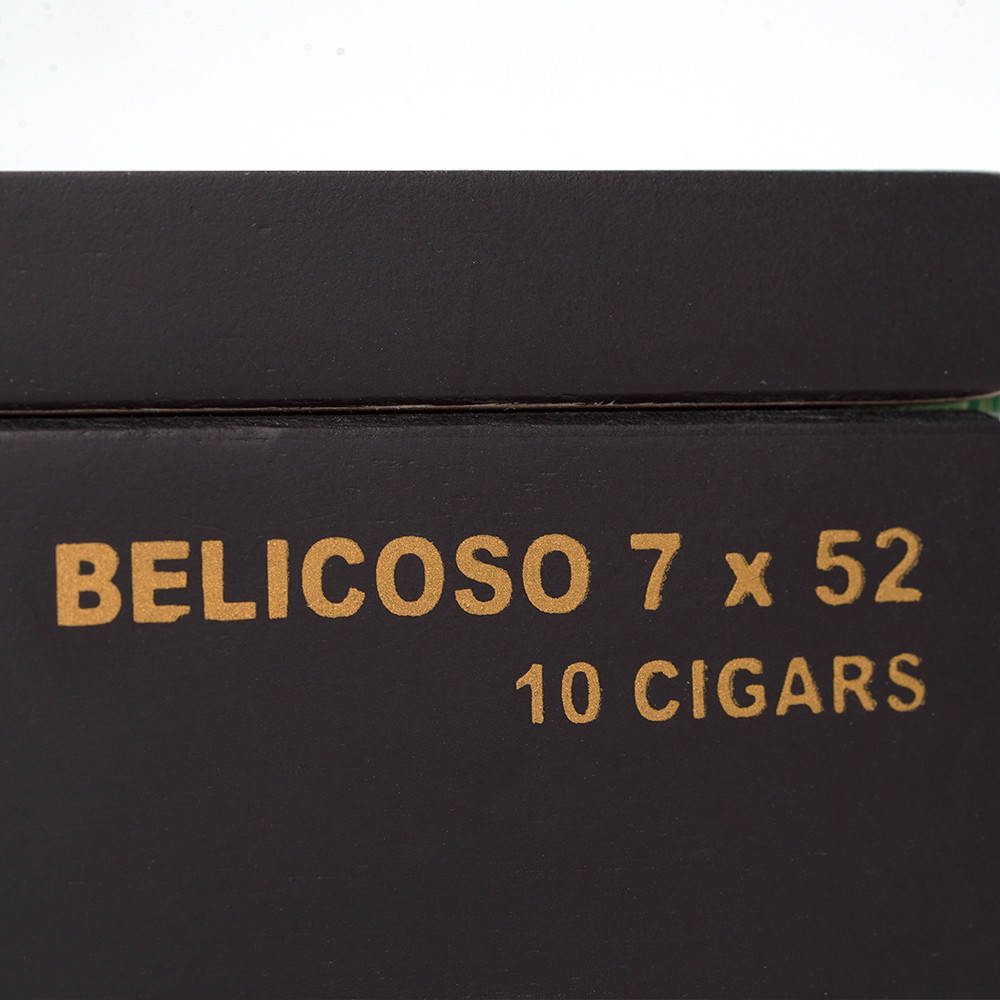 BELICOSO 7 x 52
10 CIGARS